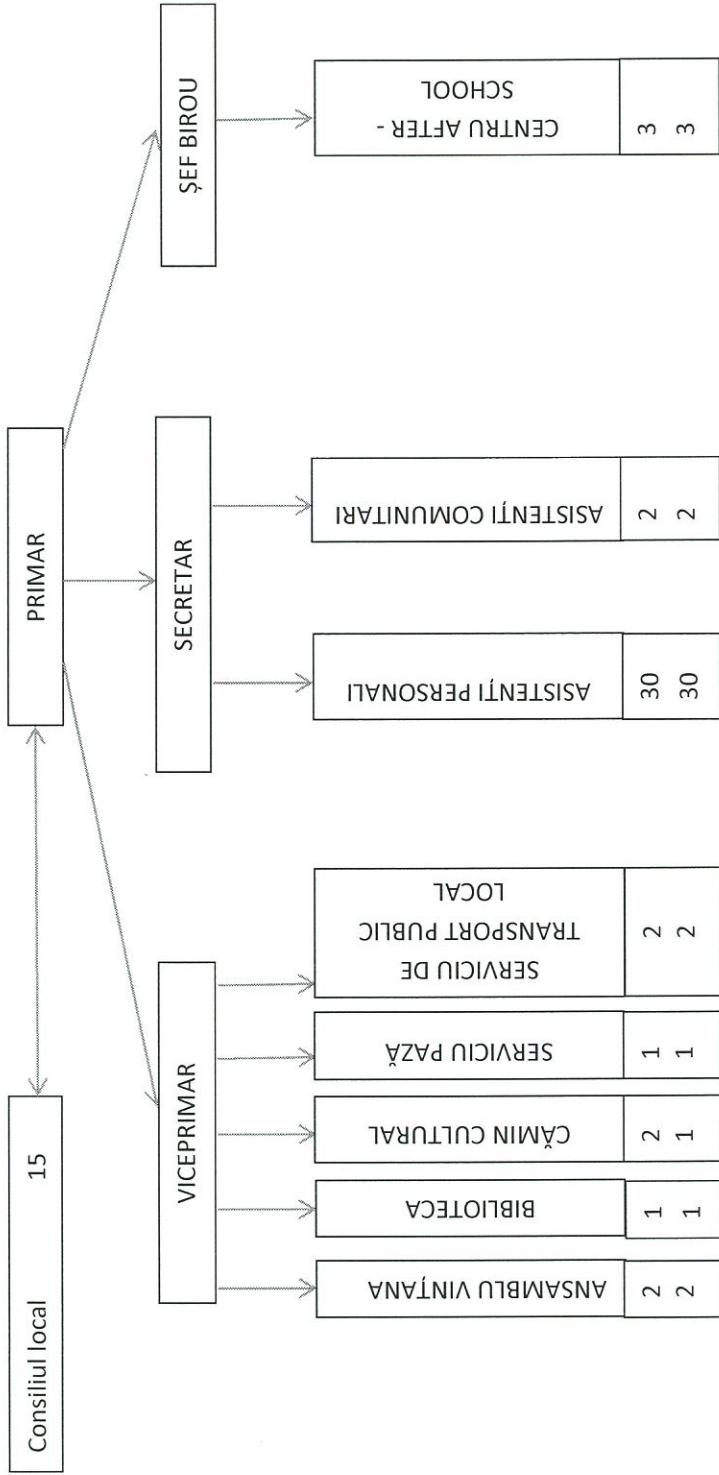 Consiliul local 15
PRIMAR
VICEPRIMAR
SECRETAR
ȘEF BIROU
ANSAMBLU VINȚANA
2
2
BIBLIOTECA
1
1
CĂMIN CULTURAL
2
1
SERVICIU PAZĂ
1
1
SERVICIU DE
TRANSPORT PUBLIC
LOCAL
2
2
ASISTENȚI PERSONALI
30
30
ASISTENȚI COMUNITARI
2
2
CENTRU AFTER -
SCHOOL
3
3